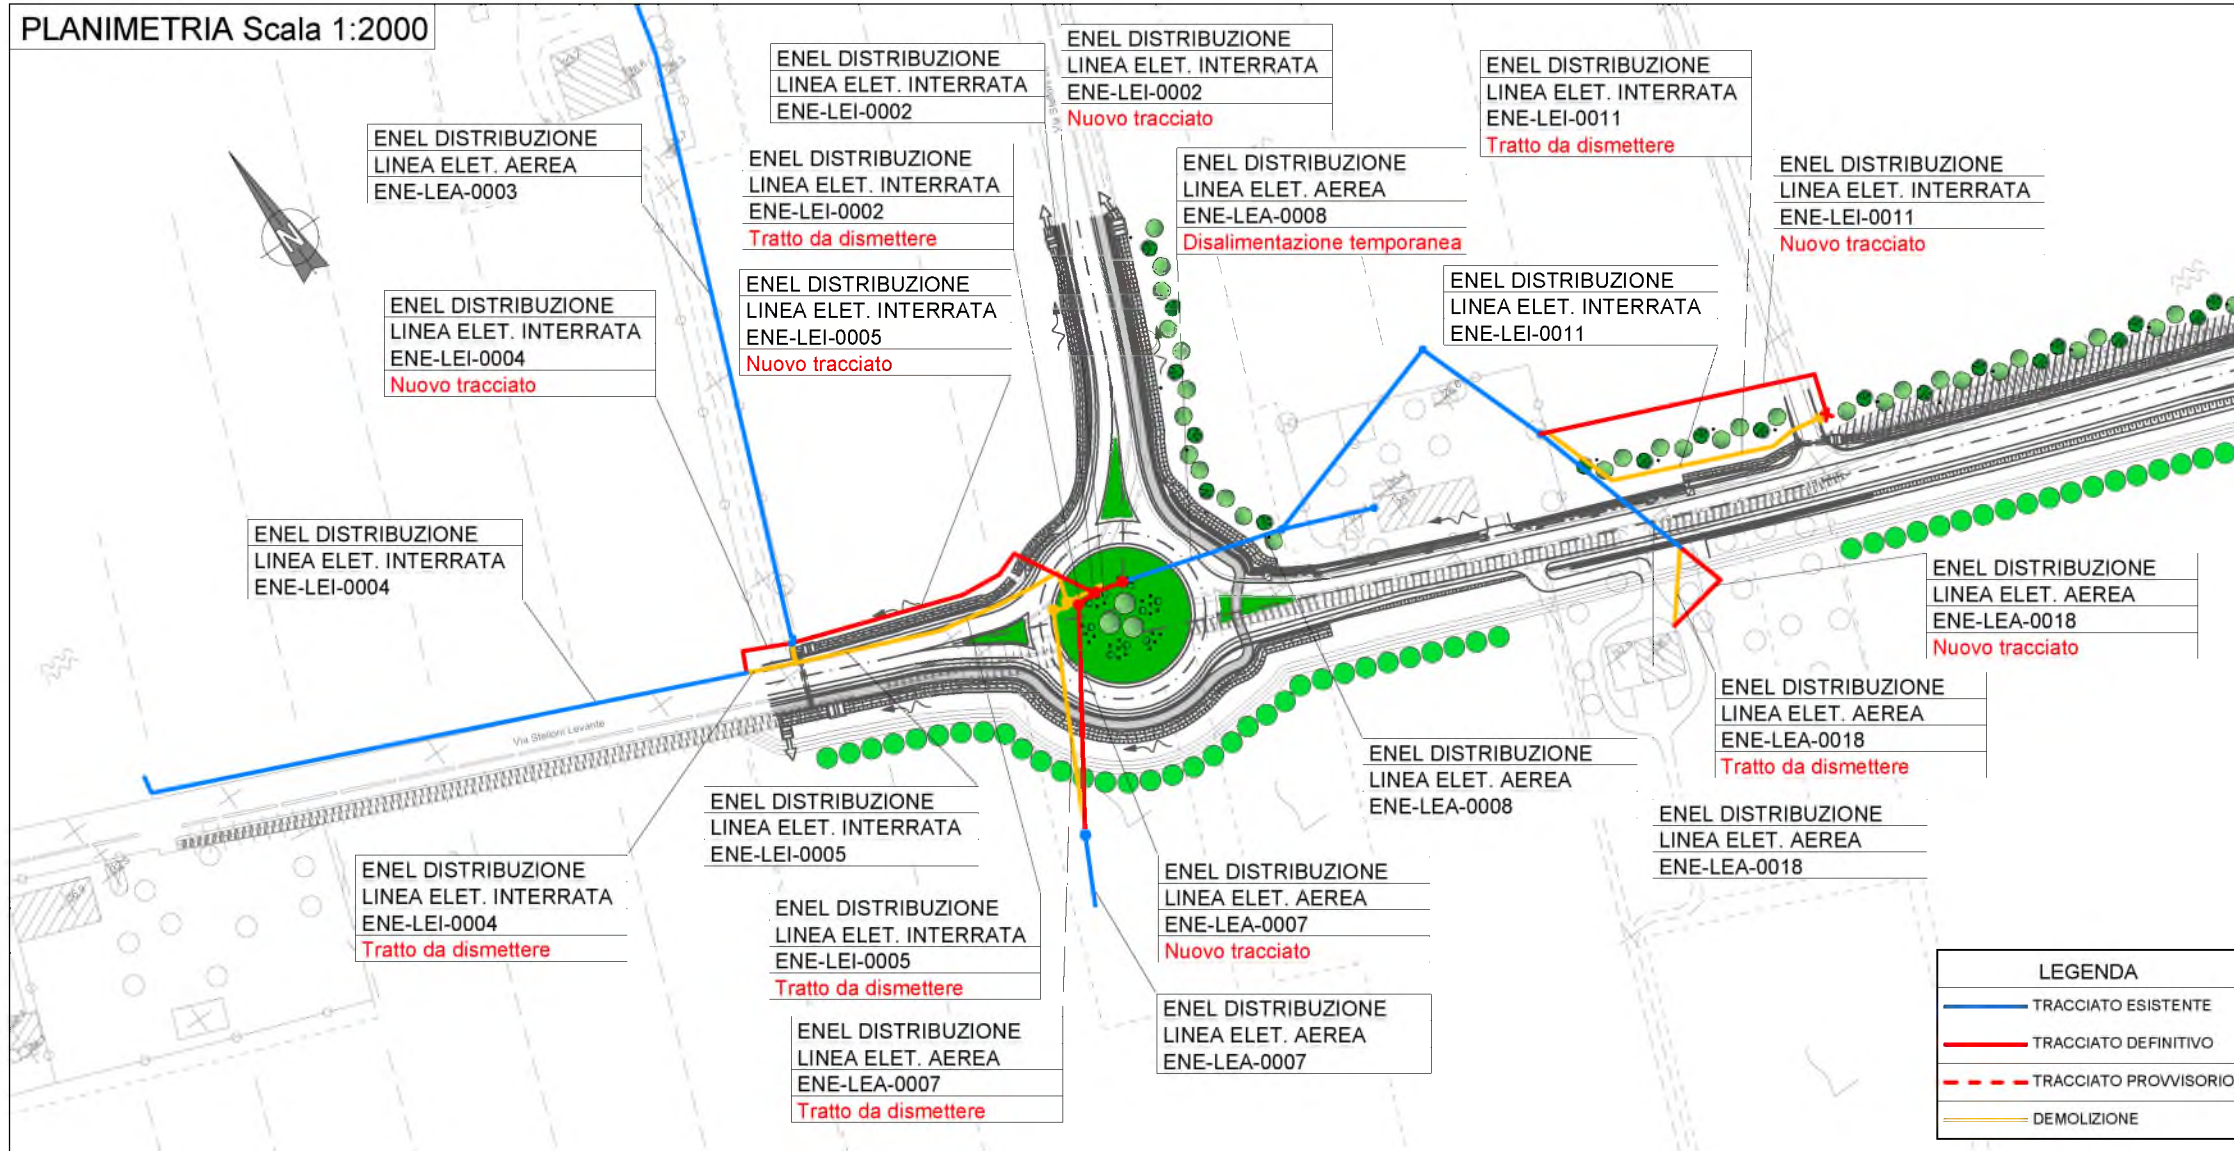 PLANIMETRIA Scala 1:2000
ENEL DISTRIBUZIONE
LINEA ELET. INTERRATA
ENE-LEI-0002
ENEL DISTRIBUZIONE
LINEA ELET. INTERRATA
ENE-LEI-0002
Nuovo tracciato
ENEL DISTRIBUZIONE
LINEA ELET. INTERRATA
ENE-LEI-0011
Tratto da dismettere
ENEL DISTRIBUZIONE
LINEA ELET. AEREA
ENE-LEA-0003
ENEL DISTRIBUZIONE
LINEA ELET. INTERRATA
ENE-LEI-0002
Tratto da dismettere
ENEL DISTRIBUZIONE
LINEA ELET. AEREA
ENE-LEA-0008
Disalimentazione temporanea
ENEL DISTRIBUZIONE
LINEA ELET. INTERRATA
ENE-LEI-0011
Nuovo tracciato
N
ENEL DISTRIBUZIONE
LINEA ELET. INTERRATA
ENE-LEI-0004
Nuovo tracciato
ENEL DISTRIBUZIONE
LINEA ELET. INTERRATA
ENE-LEI-0005
Nuovo tracciato
ENEL DISTRIBUZIONE
LINEA ELET. INTERRATA
ENE-LEI-0011
ENEL DISTRIBUZIONE
LINEA ELET. INTERRATA
ENE-LEI-0004
ENEL DISTRIBUZIONE
LINEA ELET. AEREA
ENE-LEA-0018
Nuovo tracciato
ENEL DISTRIBUZIONE
LINEA ELET. AEREA
ENE-LEA-0018
Tratto da dismettere
Via Stelloni Levante
ENEL DISTRIBUZIONE
LINEA ELET. AEREA
ENE-LEA-0008
ENEL DISTRIBUZIONE
LINEA ELET. INTERRATA
ENE-LEI-0005
ENEL DISTRIBUZIONE
LINEA ELET. AEREA
ENE-LEA-0018
ENEL DISTRIBUZIONE
LINEA ELET. INTERRATA
ENE-LEI-0004
Tratto da dismettere
ENEL DISTRIBUZIONE
LINEA ELET. AEREA
ENE-LEA-0007
Nuovo tracciato
ENEL DISTRIBUZIONE
LINEA ELET. INTERRATA
ENE-LEI-0005
Tratto da dismettere
ENEL DISTRIBUZIONE
LINEA ELET. AEREA
ENE-LEA-0007
ENEL DISTRIBUZIONE
LINEA ELET. AEREA
ENE-LEA-0007
Tratto da dismettere
LEGENDA
TRACCIATO ESISTENTE
TRACCIATO DEFINITIVO
TRACCIATO PROVVISORIO
DEMOLIZIONE